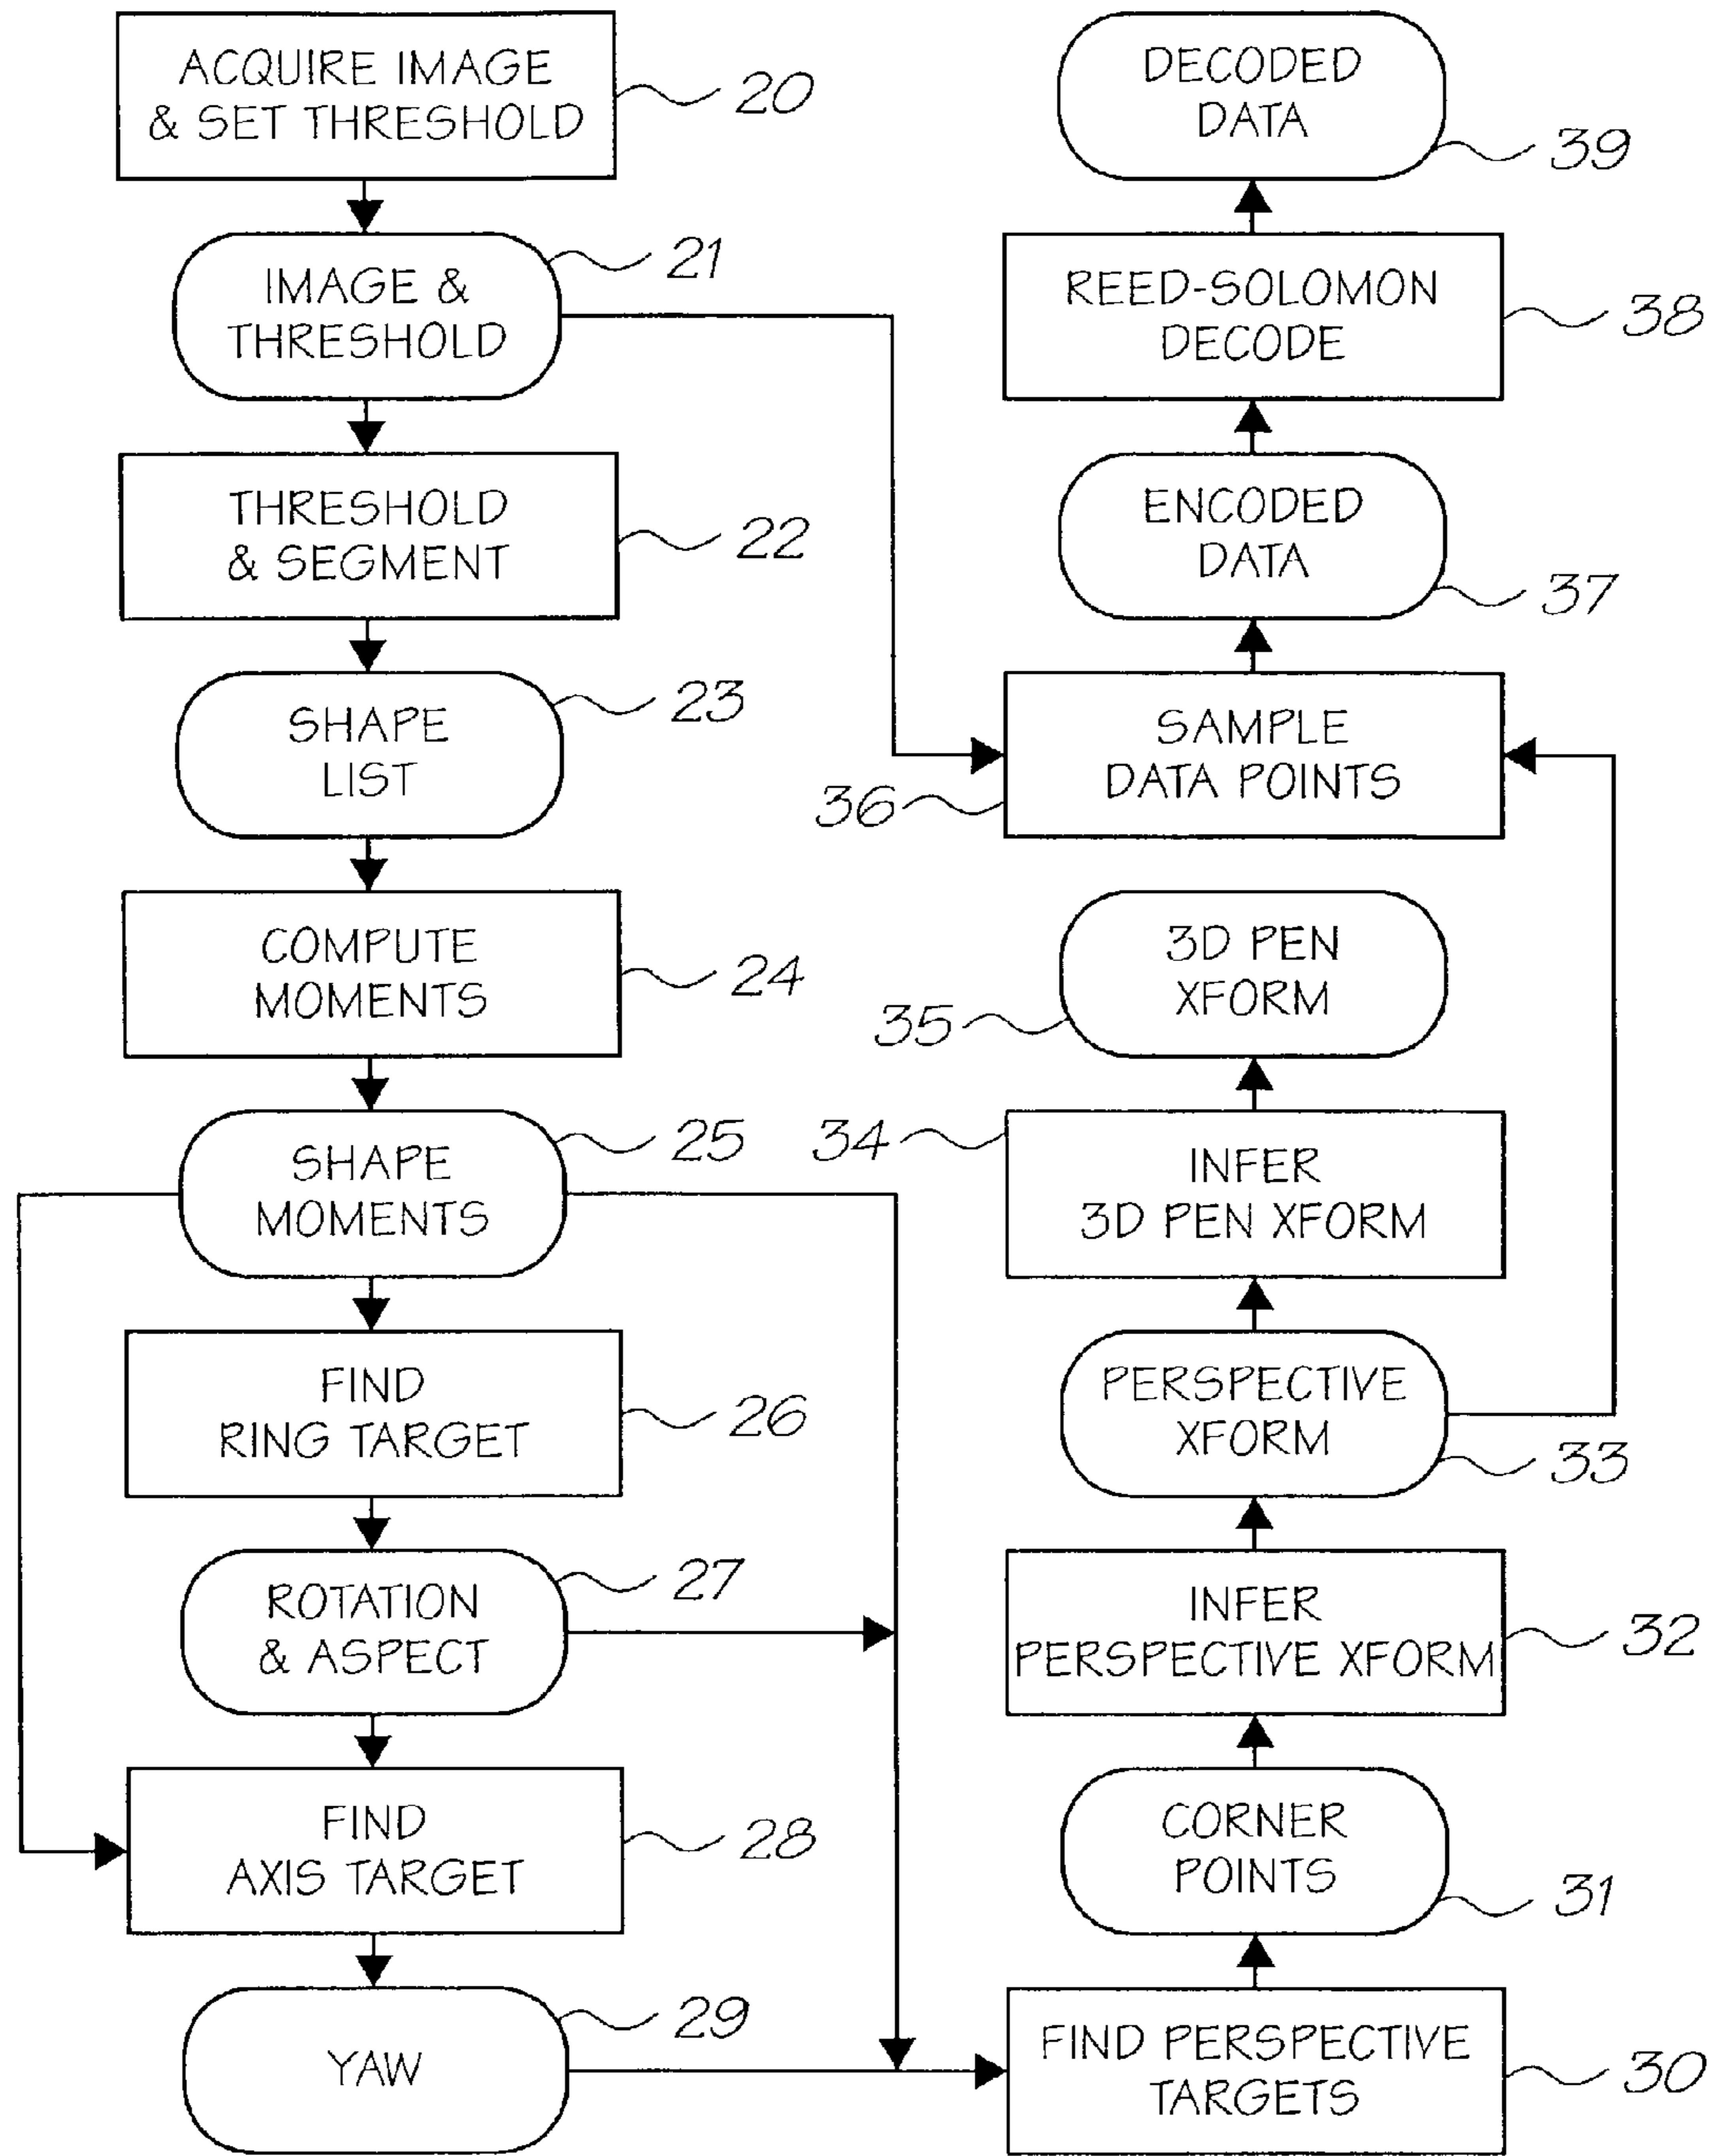 ACQUIRE IMAGE
& SET THRESHOLD
20
IMAGE &
THRESHOLD
21
THRESHOLD
& SEGMENT
22
SHAPE
LIST
23
COMPUTE
MOMENTS
24
SHAPE
MOMENTS
25
FIND
RING TARGET
26
ROTATION
& ASPECT
27
FIND
AXIS TARGET
28
YAW
29
FIND PERSPECTIVE
TARGETS
30
CORNER
POINTS
31
INFER
PERSPECTIVE XFORM
32
PERSPECTIVE
XFORM
33
INFER
3D PEN XFORM
34
3D PEN
XFORM
35
SAMPLE
DATA POINTS
36
ENCODED
DATA
37
REED-SOLOMON
DECODE
38
DECODED
DATA
39